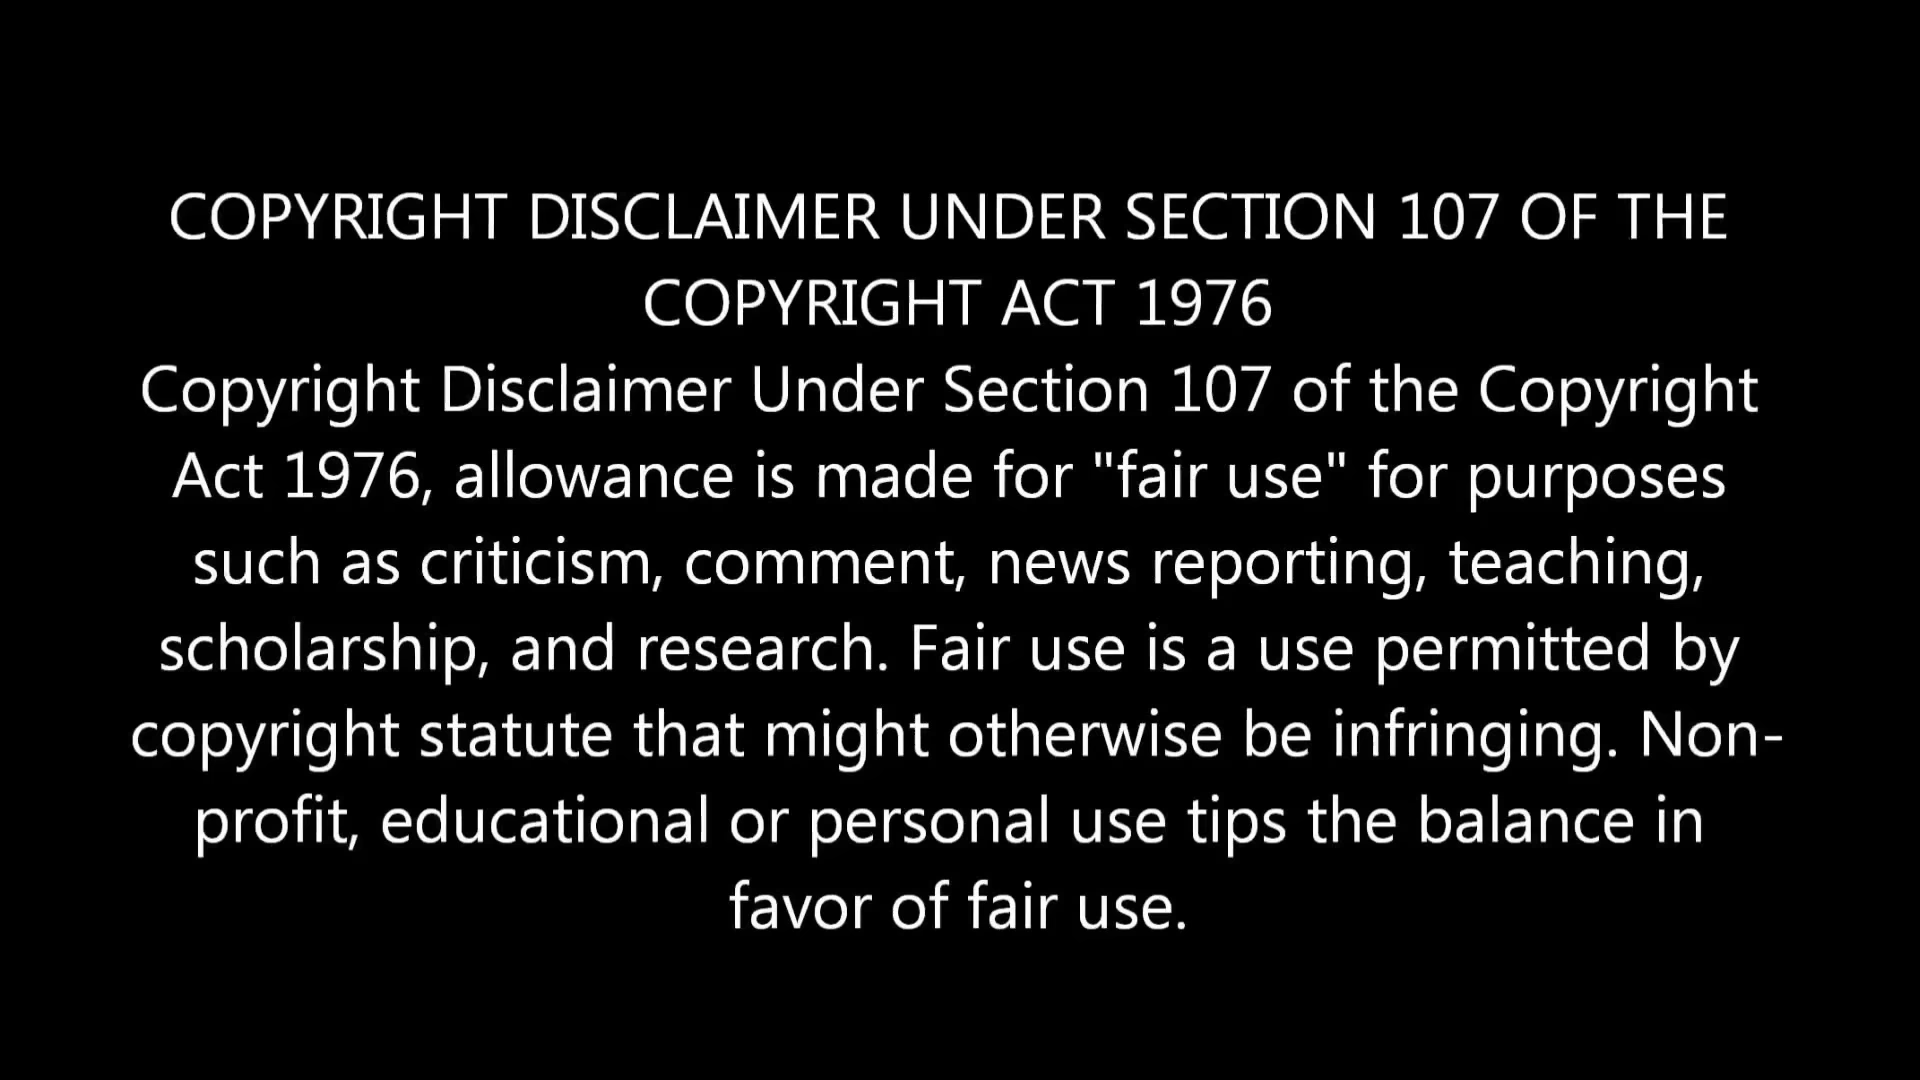 COPYRIGHT DISCLAIMER UNDER SECTION 107 OF THE
COPYRIGHT ACT 1976
Copyright Disclaimer Under Section 107 of the Copyright
Act 1976, allowance is made for "fair use" for purposes
such as criticism, comment, news reporting, teaching,
scholarship, and research. Fair use is a use permitted by
copyright statute that might otherwise be infringing. Non-
profit, educational or personal use tips the balance in
favor of fair use.